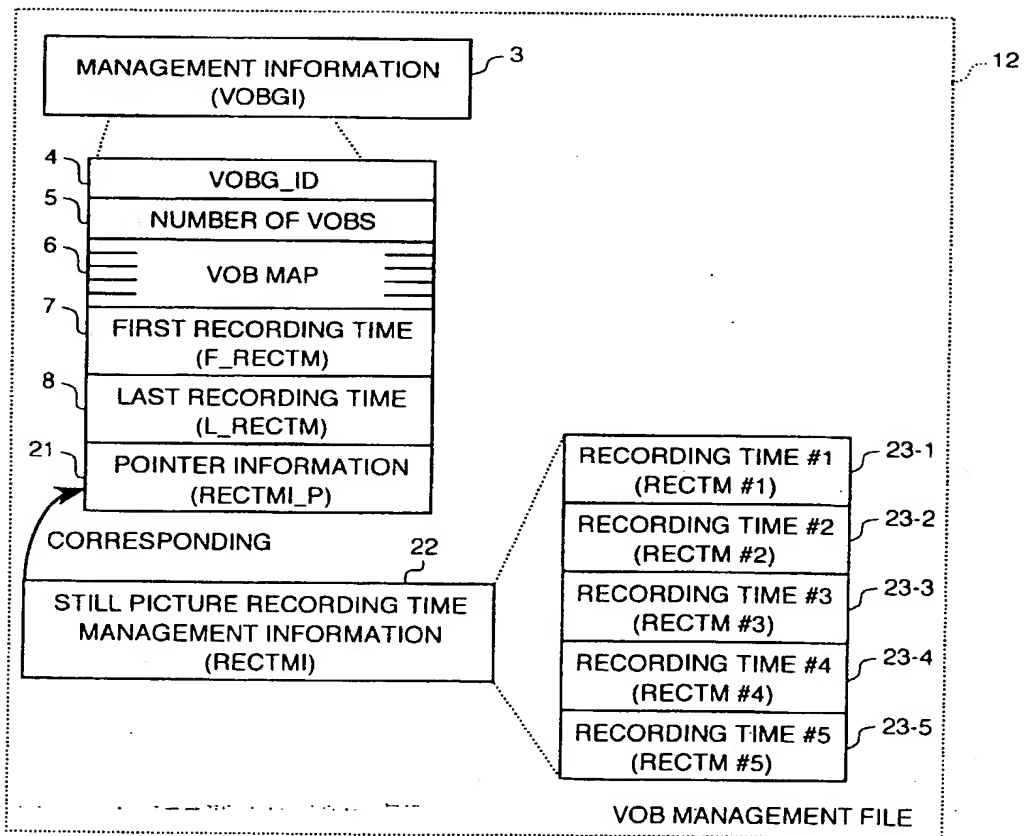 MANAGEMENT INFORMATION
(VOBGI)
3
12
4
VOBG_ID
5
NUMBER OF VOBS
6
VOB MAP
7
FIRST RECORDING TIME
(F_RECTM)
8
LAST RECORDING TIME
(L_RECTM)
21
POINTER INFORMATION
(RECTMI_P)
CORRESPONDING
22
STILL PICTURE RECORDING TIME
MANAGEMENT INFORMATION
(RECTMI)
RECORDING TIME #1
(RECTM #1)
23-1
RECORDING TIME #2
(RECTM #2)
23-2
RECORDING TIME #3
(RECTM #3)
23-3
RECORDING TIME #4
(RECTM #4)
23-4
RECORDING TIME #5
(RECTM #5)
23-5
VOB MANAGEMENT FILE